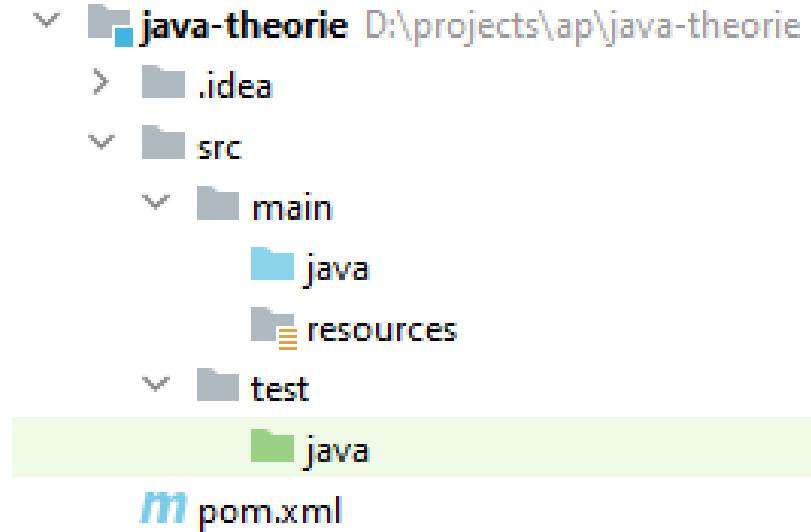 java-theorie D:\projects\ap\java-theorie
.idea
src
main
java
resources
test
java
pom.xml